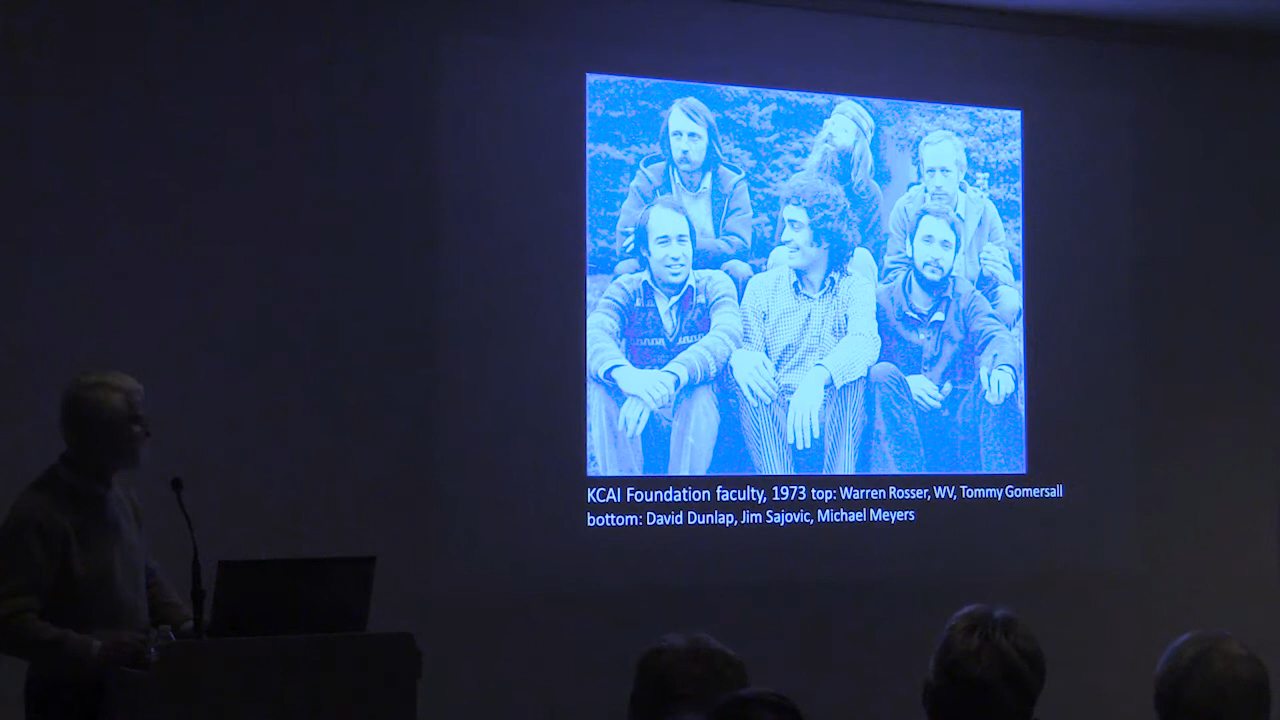 KCAI Foundation faculty, 1973 top: Warren Rosser, WV, Tommy Gomersall
bottom: David Dunlap, Jim Sajovic, Michael Meyers